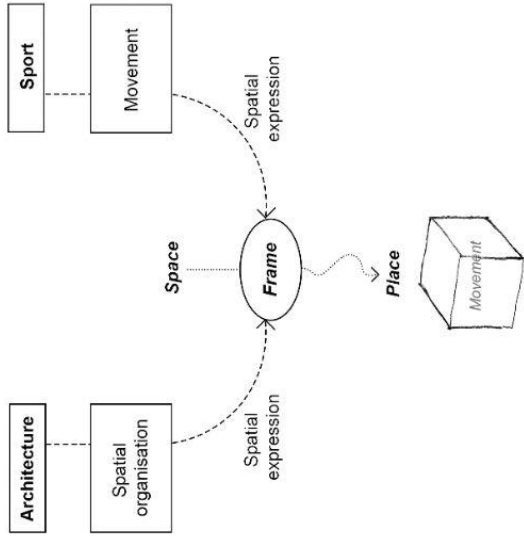 Architecture
Sport
Spatial
organisation
Movement
Spatial
expression
Space
Spatial
expression
Frame
Place
Movement